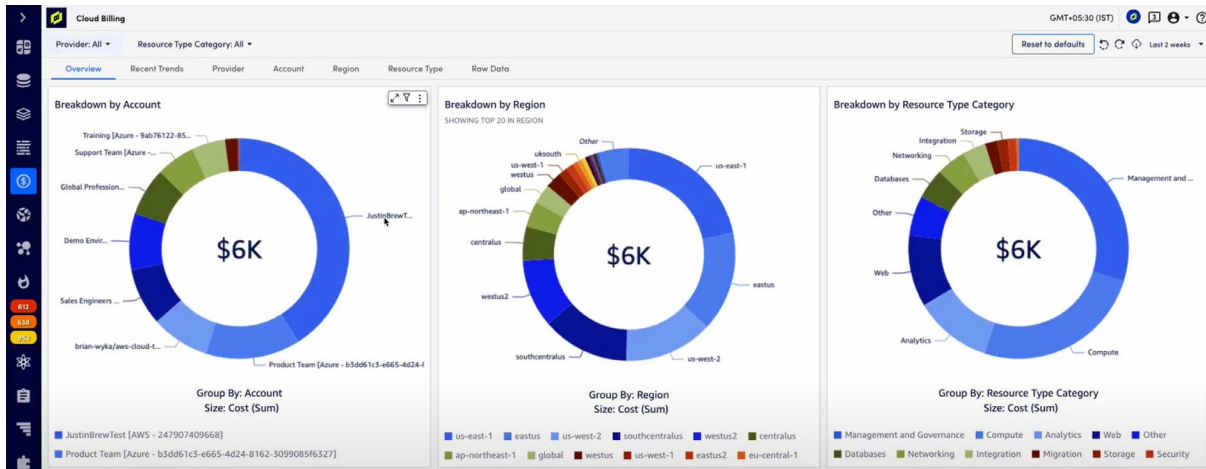 Cloud Billing
GMT+05:30 (IST)
3
Provider: All
Resource Type Category: All
Reset to defaults
Last 2 weeks
Overview
Recent Trends
Provider
Account
Region
Resource Type
Raw Data
Breakdown by Account
Training [Azure - 9ab76122-85...
Support Team [Azure -...
Global Profession...
Demo Envir...
Sales Engineers ...
brian-wyka/aws-cloud-t...
JustinBrewT...
Product Team [Azure - b3dd61c3-e665-4d24-8
$6K
Group By: Account
Size: Cost (Sum)
JustinBrewTest [AWS - 247907409668]
Product Team [Azure - b3dd61c3-e665-4d24-8162-3099085f6327]
Breakdown by Region
SHOWING TOP 20 IN REGION
Other
uksouth
us-west-1
westus
global
ap-northeast-1
centralus
westus2
southcentralus
us-east-1
eastus
us-west-2
$6K
Group By: Region
Size: Cost (Sum)
us-east-1 eastus us-west-2 southcentralus westus2 centralus
ap-northeast-1 global westus us-west-1 eastus2 eu-central-1
Breakdown by Resource Type Category
Storage
Integration
Networking
Databases
Other
Web
Analytics
Management and ...
Compute
$6K
Group By: Resource Type Category
Size: Cost (Sum)
Management and Governance Compute Analytics Web Other
Databases Networking Integration Migration Storage Security
612
638
952